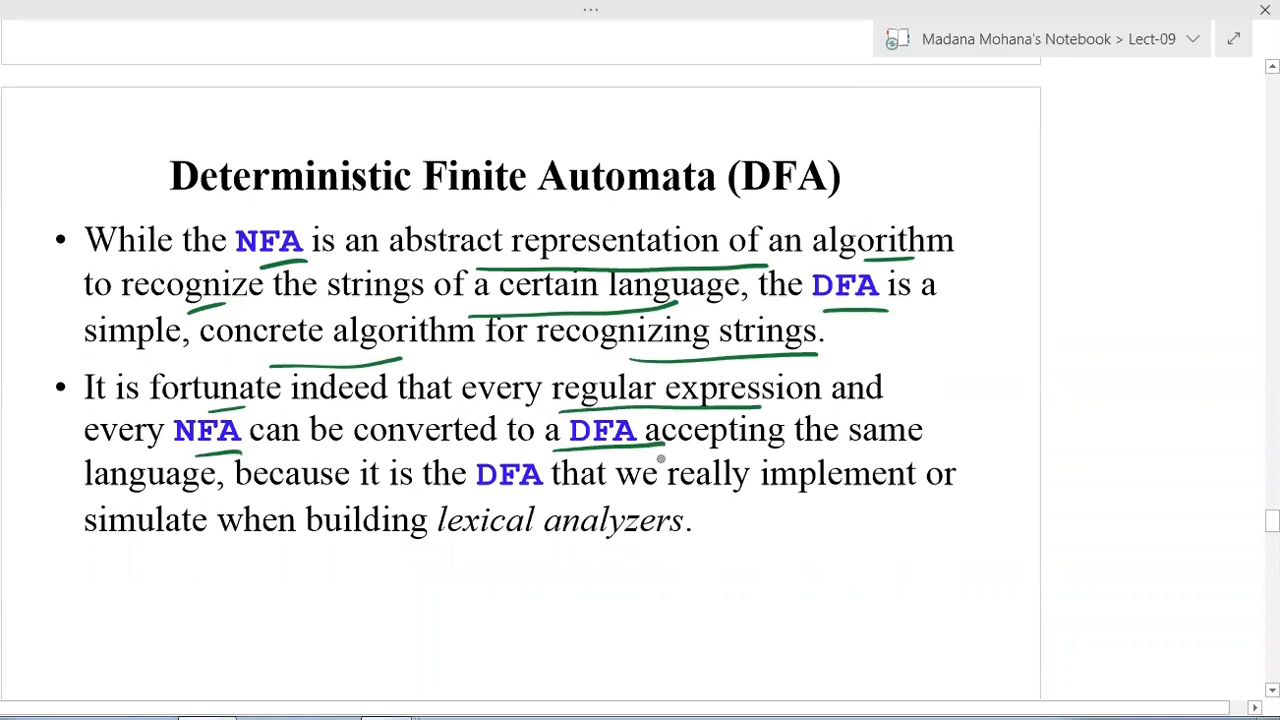 ...
Madana Mohana's Notebook > Lect-09
Deterministic Finite Automata (DFA)
• While the NFA is an abstract representation of an algorithm
to recognize the strings of a certain language, the DFA is a
simple, concrete algorithm for recognizing strings.
• It is fortunate indeed that every regular expression and
every NFA can be converted to a DFA accepting the same
language, because it is the DFA that we really implement or
simulate when building lexical analyzers.